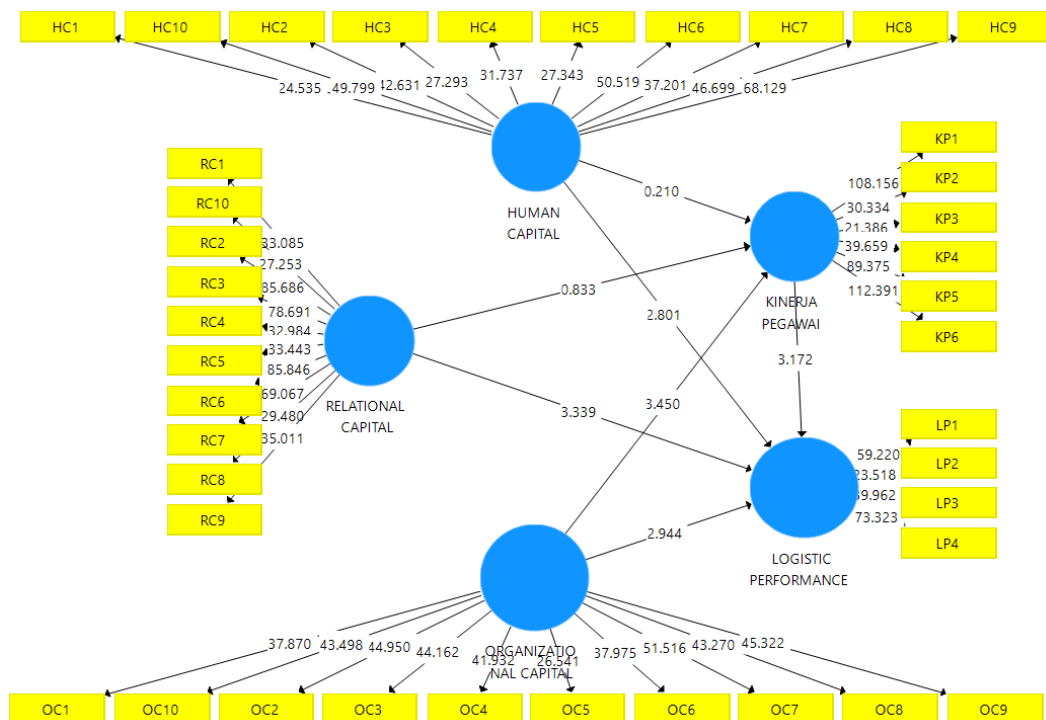 HC1 HC10 HC2 HC3 HC4 HC5 HC6 HC7 HC8 HC9
24.535 49.799 42.631 27.293 31.737 27.343 50.519 37.201 46.699 68.129
HUMAN
CAPITAL
0.210
2.801
RC1
RC10
RC2
RC3
RC4
RC5
RC6
RC7
RC8
RC9
27.253
78.691
32.984
33.443
85.846
69.067
29.480
35.011
RELATIONAL
CAPITAL
0.833
3.339
KP1
KP2
KP3
KP4
KP5
KP6
108.156
30.334
21.386
39.659
89.375
112.391
KINERJA
PEGAWAI
3.172
3.450
2.944
LP1
LP2
LP3
LP4
59.220
23.518
73.323
LOGISTIC
PERFORMANCE
37.870 43.498 44.950 44.162 41.932 26.541 37.975 51.516 43.270 45.322
ORGANIZATIO
NAL CAPITAL
OC1 OC10 OC2 OC3 OC4 OC5 OC6 OC7 OC8 OC9